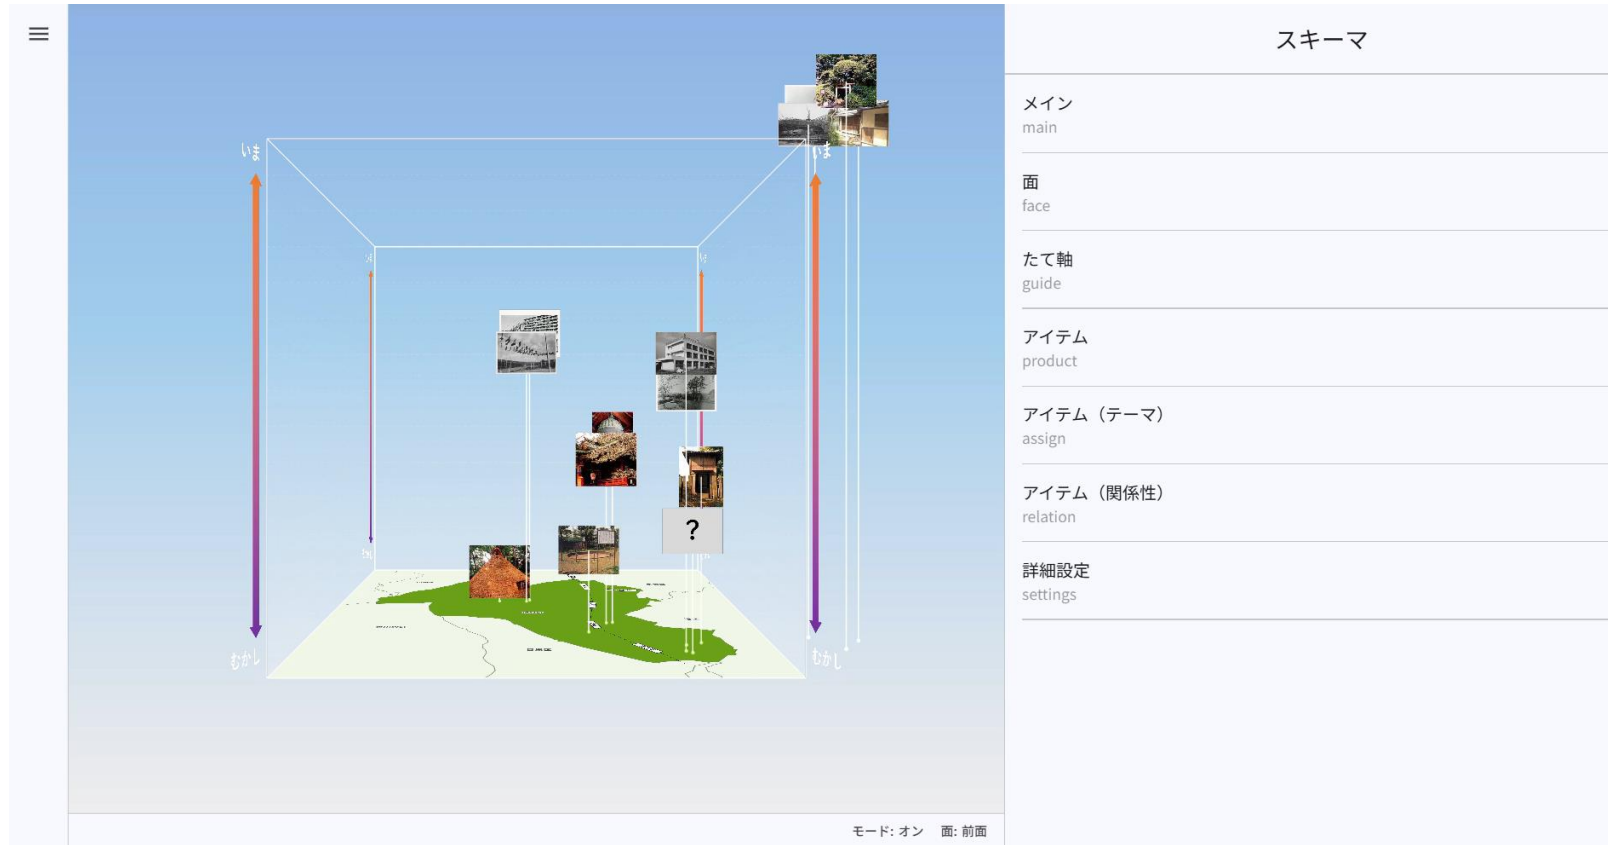 いま
いま
むかし
むかし
?
モード: オン 面: 前面
スキーマ
メイン
main
面
face
たて軸
guide
アイテム
product
アイテム（テーマ）
assign
アイテム（関係性）
relation
詳細設定
settings